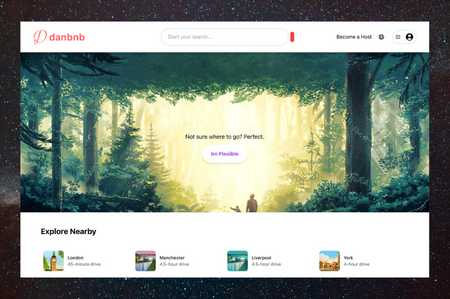 D danbnb
Start your search...
Become a Host
Not sure where to go? Perfect.
Im Flexible
Explore Nearby
London
45-minute drive
Manchester
4.5-hour drive
Liverpool
4.5-hour drive
York
4-hour drive